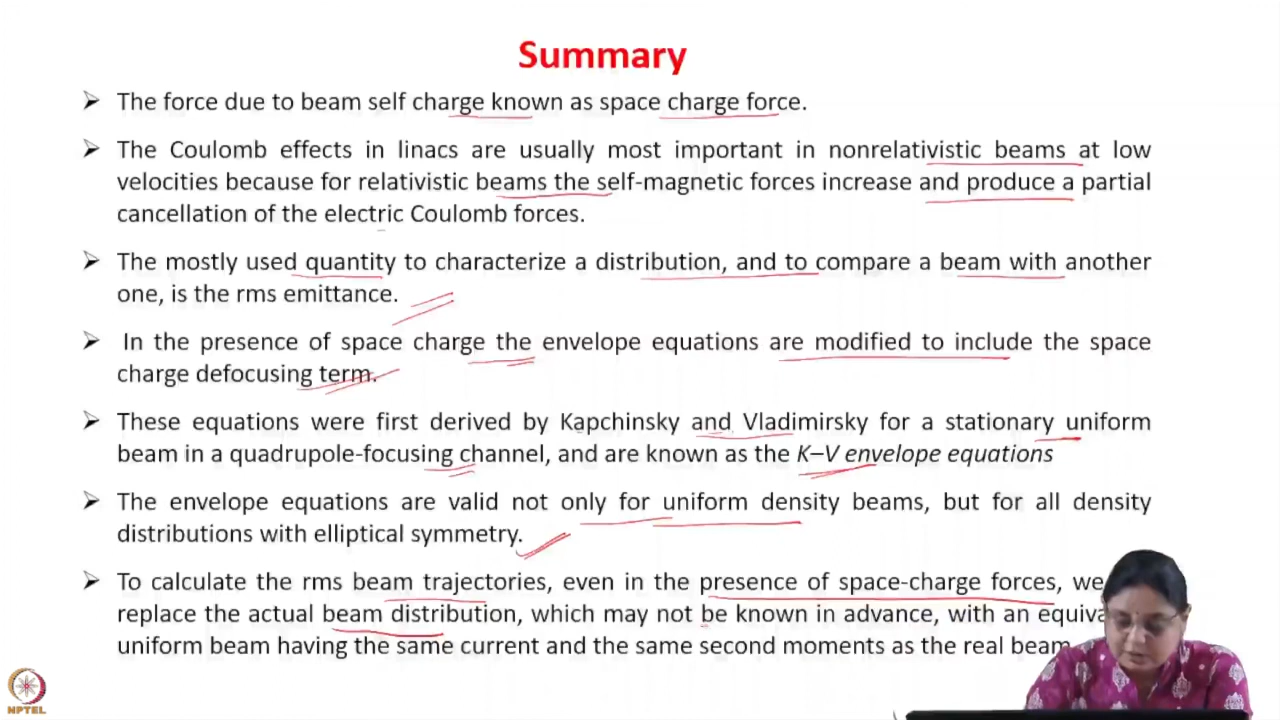 Summary
➢ The force due to beam self charge known as space charge force.
➢ The Coulomb effects in linacs are usually most important in nonrelativistic beams at low
velocities because for relativistic beams the self-magnetic forces increase and produce a partial
cancellation of the electric Coulomb forces.
➢ The mostly used quantity to characterize a distribution, and to compare a beam with another
one, is the rms emittance.
➢ In the presence of space charge the envelope equations are modified to include the space
charge defocusing term.
➢ These equations were first derived by Kapchinsky and Vladimirsky for a stationary uniform
beam in a quadrupole-focusing channel, and are known as the K–V envelope equations
➢ The envelope equations are valid not only for uniform density beams, but for all density
distributions with elliptical symmetry.
➢ To calculate the rms beam trajectories, even in the presence of space-charge forces, we
replace the actual beam distribution, which may not be known in advance, with an
uniform beam having the same current and the same second moments as the real beam
NPTEL